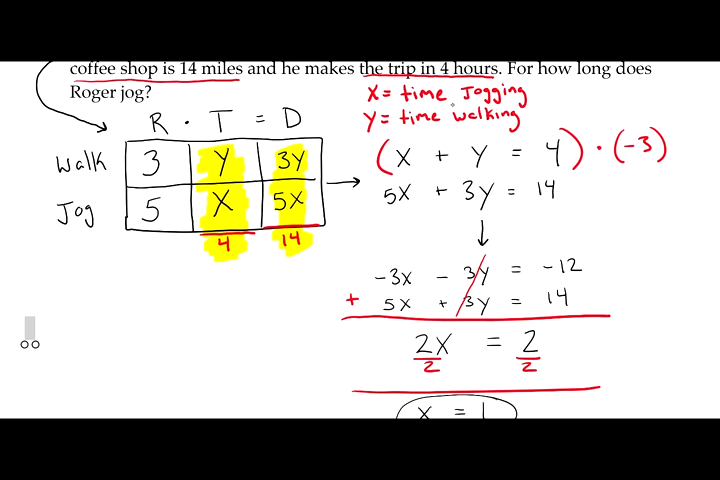 coffee shop is 14 miles and he makes the trip in 4 hours. For how long does
Roger jog?
X = time Jogging
Y = time walking
R · T = D
Walk 3 Y 3Y
Jog 5 X 5X
4 14
(X + Y = 4) · (-3)
5X + 3Y = 14
-3X - 3Y = -12
+ 5X + 3Y = 14
2X = 2
2 2
X = 1